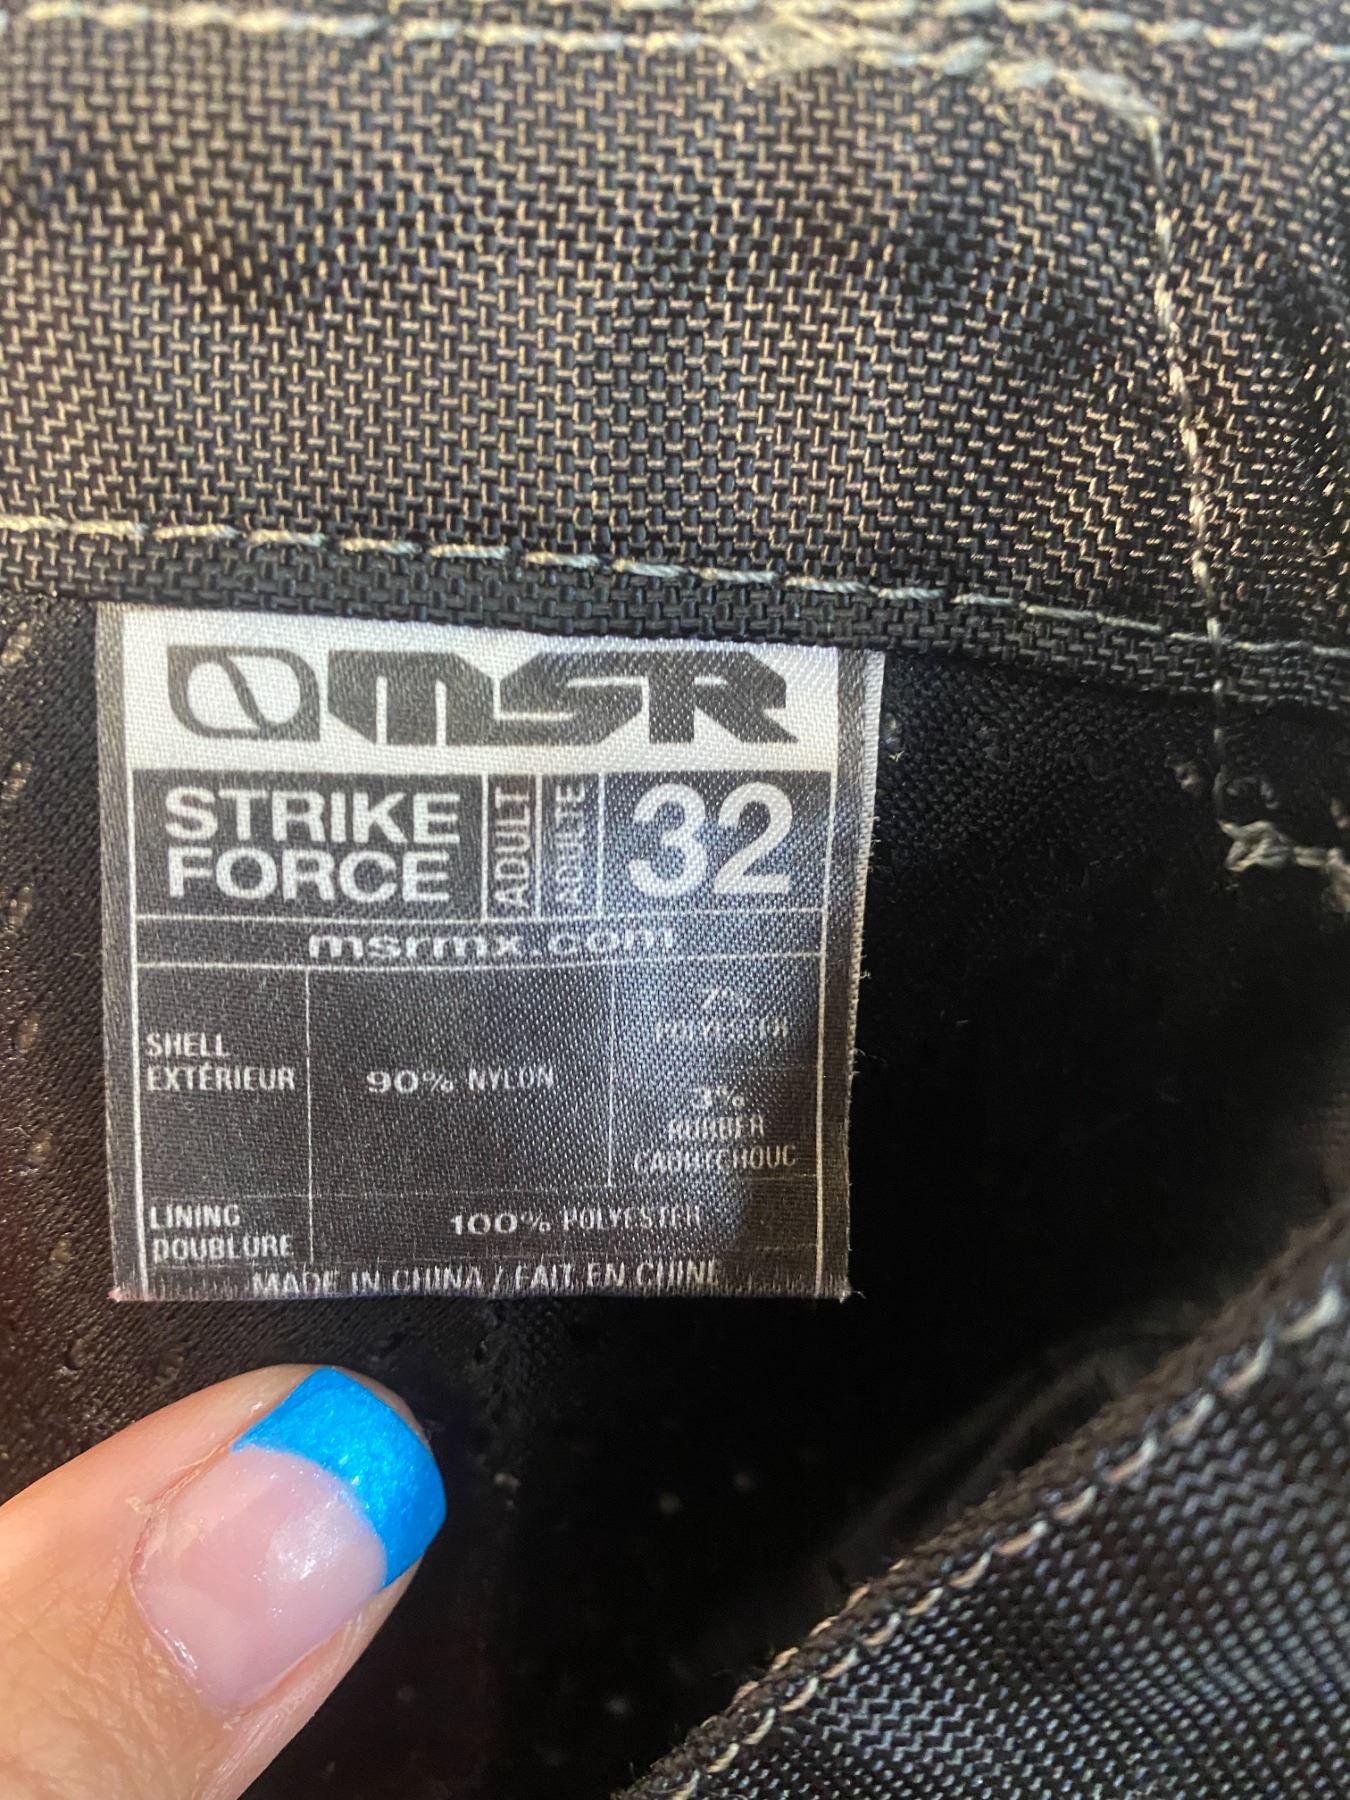 MSR
STRIKE
FORCE
ADULT
ADULTE
32
msrmx.com
SHELL
EXTÉRIEUR
90% NYLON
7%
POLYESTER
3%
RUBBER
CAOUTCHOUC
LINING
DOUBLURE
100% POLYESTER
MADE IN CHINA / FAIT EN CHINE